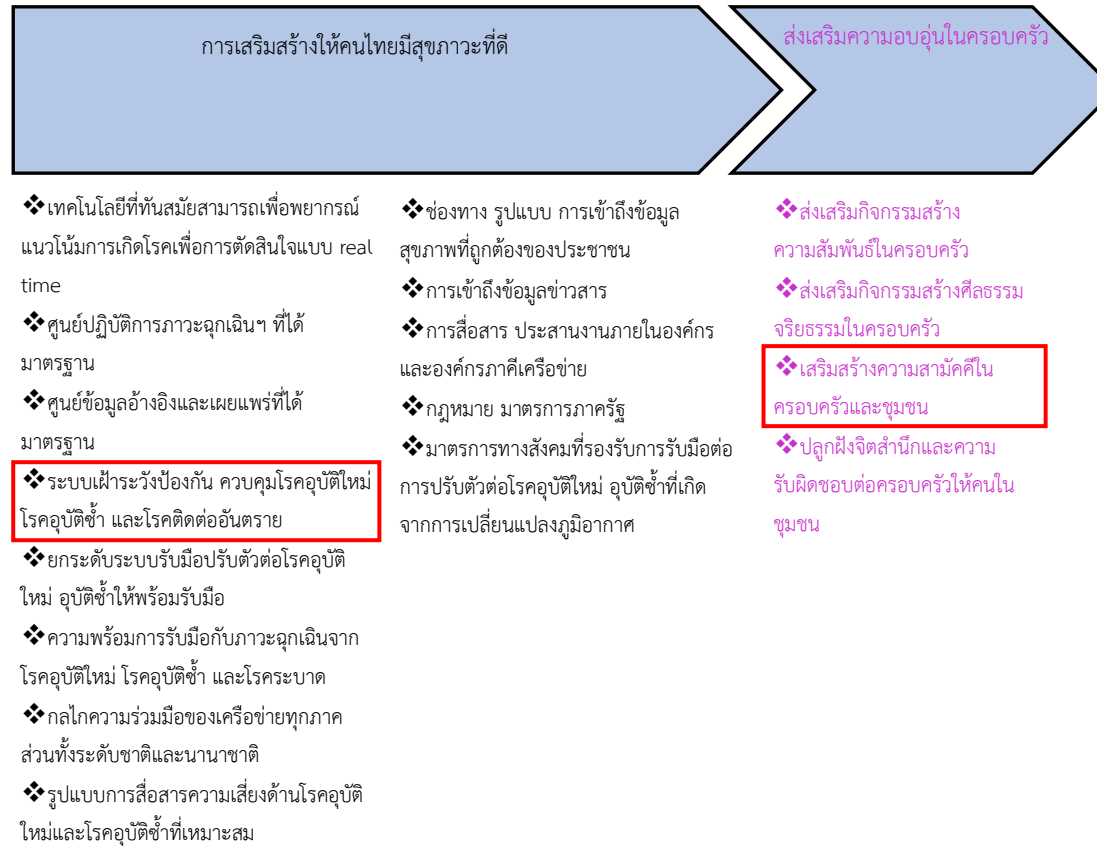 การเสริมสร้างให้คนไทยมีสุขภาวะที่ดี
ส่งเสริมความอบอุ่นในครอบครัว
❖เทคโนโลยีที่ทันสมัยสามารถเพื่อพยากรณ์
แนวโน้มการเกิดโรคเพื่อการตัดสินใจแบบ real
time
❖ศูนย์ปฏิบัติการภาวะฉุกเฉินฯ ที่ได้
มาตรฐาน
❖ศูนย์ข้อมูลอ้างอิงและเผยแพร่ที่ได้
มาตรฐาน
❖ระบบเฝ้าระวังป้องกัน ควบคุมโรคอุบัติใหม่
โรคอุบัติซ้ำ และโรคติดต่ออันตราย
❖ยกระดับระบบรับมือปรับตัวต่อโรคอุบัติ
ใหม่ อุบัติซ้ำให้พร้อมรับมือ
❖ความพร้อมการรับมือกับภาวะฉุกเฉินจาก
โรคอุบัติใหม่ โรคอุบัติซ้ำ และโรคระบาด
❖กลไกความร่วมมือของเครือข่ายทุกภาค
ส่วนทั้งระดับชาติและนานาชาติ
❖รูปแบบการสื่อสารความเสี่ยงด้านโรคอุบัติ
ใหม่และโรคอุบัติซ้ำที่เหมาะสม
❖ช่องทาง รูปแบบ การเข้าถึงข้อมูล
สุขภาพที่ถูกต้องของประชาชน
❖การเข้าถึงข้อมูลข่าวสาร
❖การสื่อสาร ประสานงานภายในองค์กร
และองค์กรภาคีเครือข่าย
❖กฎหมาย มาตรการภาครัฐ
❖มาตรการทางสังคมที่รองรับการรับมือต่อ
การปรับตัวต่อโรคอุบัติใหม่ อุบัติซ้ำที่เกิด
จากการเปลี่ยนแปลงภูมิอากาศ
❖ส่งเสริมกิจกรรมสร้าง
ความสัมพันธ์ในครอบครัว
❖ส่งเสริมกิจกรรมสร้างศีลธรรม
จริยธรรมในครอบครัว
❖เสริมสร้างความสามัคคีใน
ครอบครัวและชุมชน
❖ปลูกฝังจิตสำนึกและความ
รับผิดชอบต่อครอบครัวให้คนใน
ชุมชน